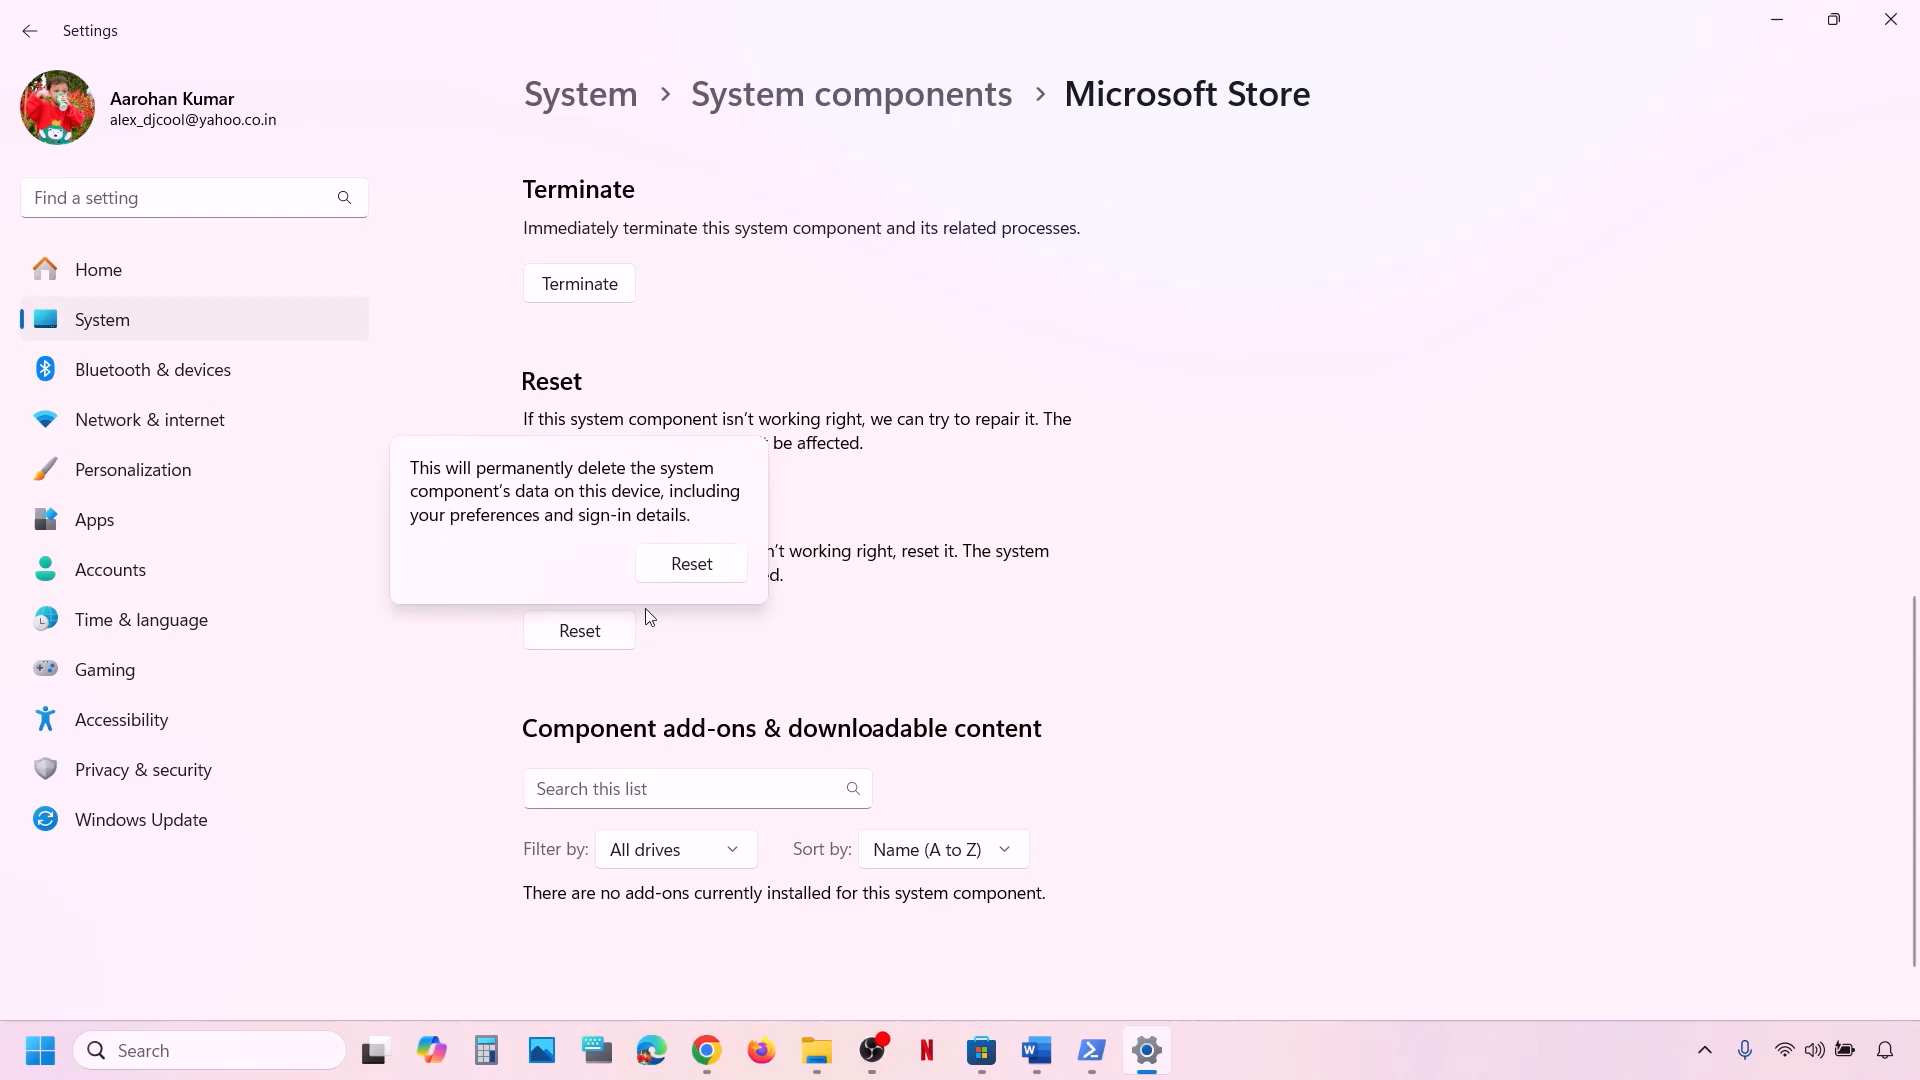 Settings
Aarohan Kumar
alex_djcool@yahoo.co.in
Find a setting
Home
System
Bluetooth & devices
Network & internet
Personalization
Apps
Accounts
Time & language
Gaming
Accessibility
Privacy & security
Windows Update
System > System components > Microsoft Store
Terminate
Immediately terminate this system component and its related processes.
Terminate
Reset
If this system component isn't working right, we can try to repair it. The
be affected.
This will permanently delete the system
component's data on this device, including
your preferences and sign-in details.
Reset
n't working right, reset it. The system
d.
Reset
Component add-ons & downloadable content
Search this list
Filter by: All drives Sort by: Name (A to Z)
There are no add-ons currently installed for this system component.
Search